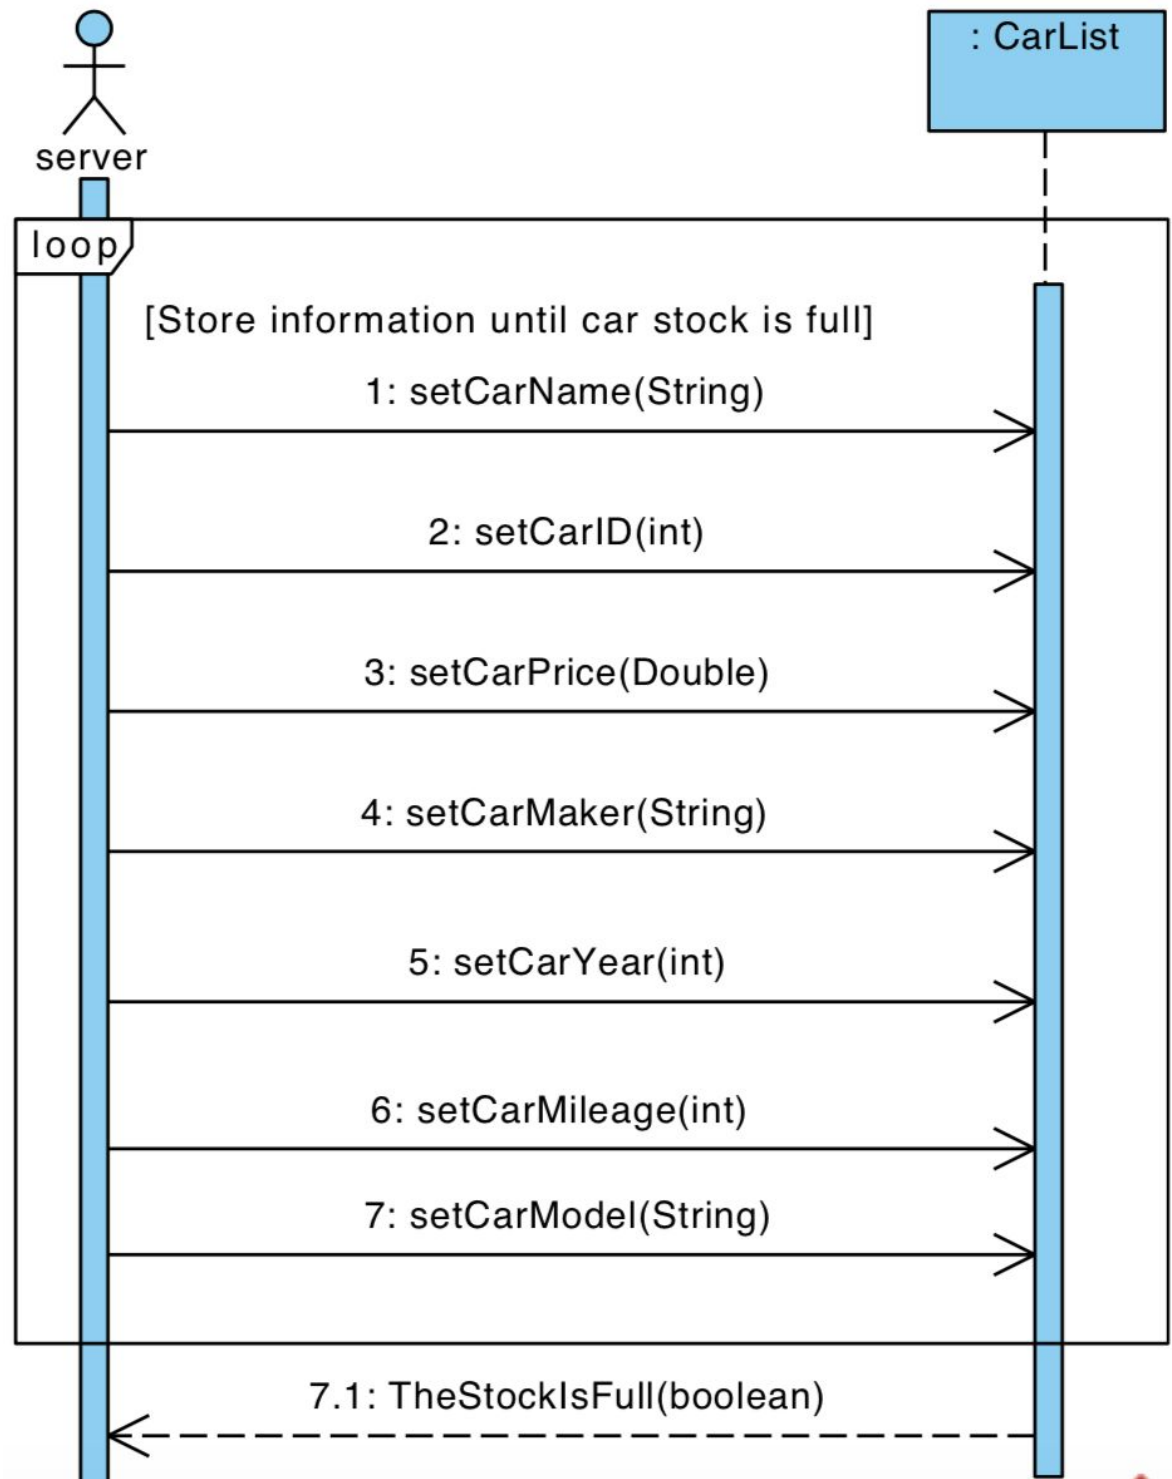 : CarList
server
loop
[Store information until car stock is full]
1: setCarName(String)
2: setCarID(int)
3: setCarPrice(Double)
4: setCarMaker(String)
5: setCarYear(int)
6: setCarMileage(int)
7: setCarModel(String)
7.1: TheStockIsFull(boolean)